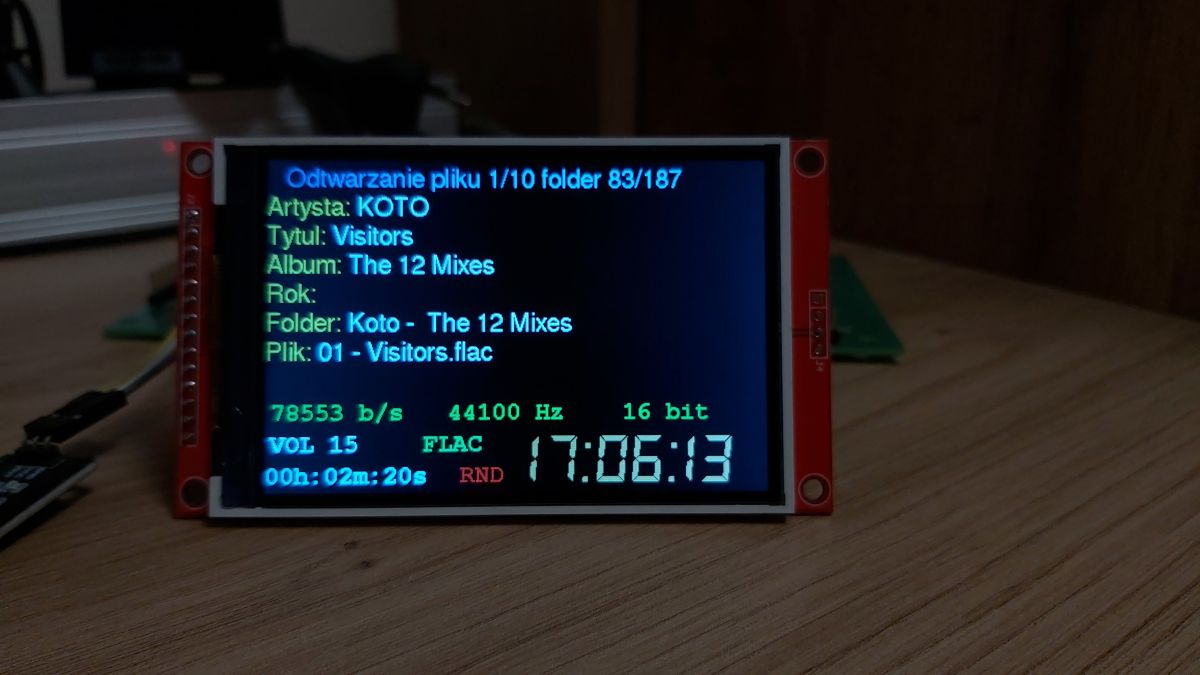 Odtwarzanie pliku 1/10 folder 83/187
Artysta: KOTO
Tytul: Visitors
Album: The 12 Mixes
Rok:
Folder: Koto -  The 12 Mixes
Plik: 01 - Visitors.flac
78553 b/s 44100 Hz 16 bit
VOL 15 FLAC 17:06:13
00h:02m:20s RND